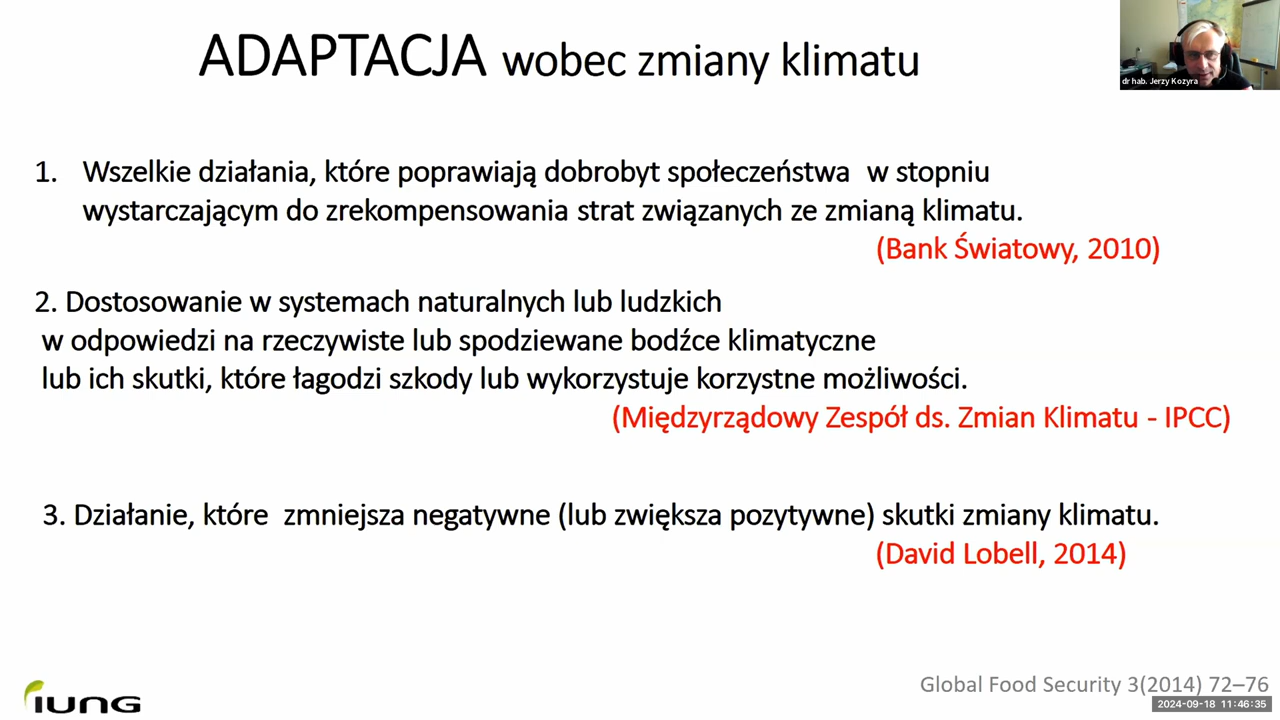 ADAPTACJA wobec zmiany klimatu
dr hab. Jerzy Kozyra
1. Wszelkie działania, które poprawiają dobrobyt społeczeństwa w stopniu
wystarczającym do zrekompensowania strat związanych ze zmianą klimatu.
(Bank Światowy, 2010)
2. Dostosowanie w systemach naturalnych lub ludzkich
w odpowiedzi na rzeczywiste lub spodziewane bodźce klimatyczne
lub ich skutki, które łagodzi szkody lub wykorzystuje korzystne możliwości.
(Międzyrządowy Zespół ds. Zmian Klimatu - IPCC)
3. Działanie, które zmniejsza negatywne (lub zwiększa pozytywne) skutki zmiany klimatu.
(David Lobell, 2014)
Global Food Security 3(2014) 72–76
IUNG
2024-09-18 11:46:35